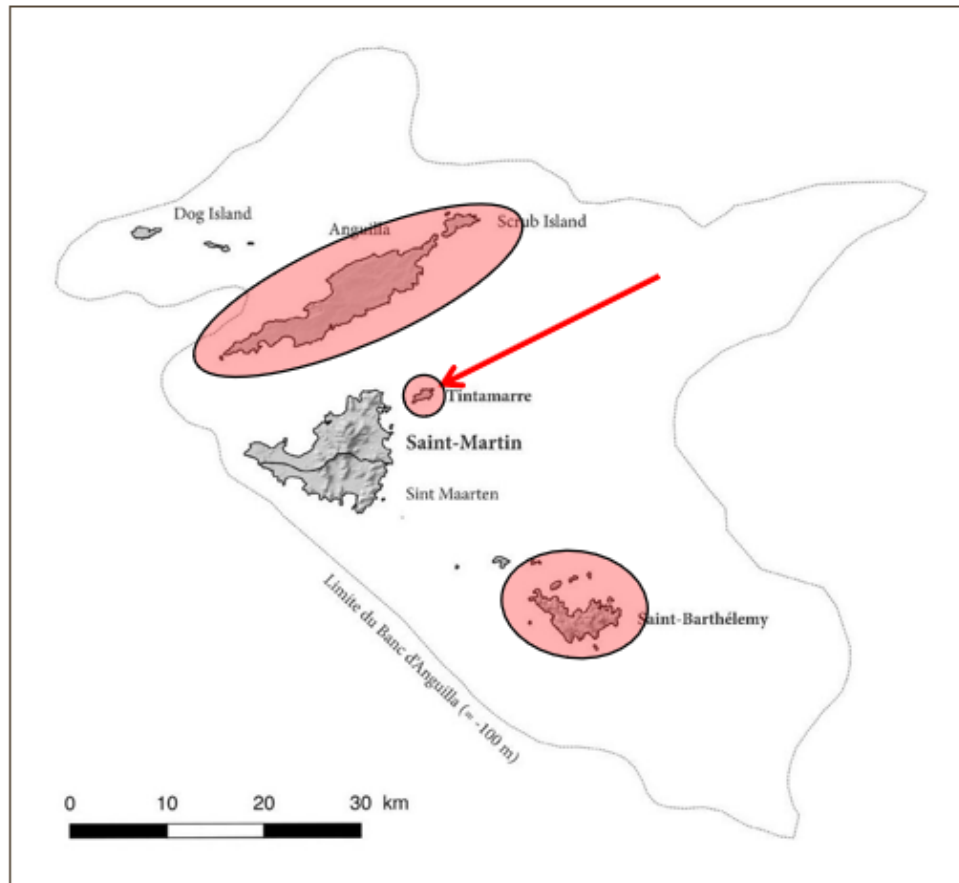 Dog Island
Anguilla
Scrub Island
Tintamarre
Saint-Martin
Sint Maarten
Saint-Barthélemy
Limite du Banc d'Anguilla (= -100 m)
0 10 20 30 km